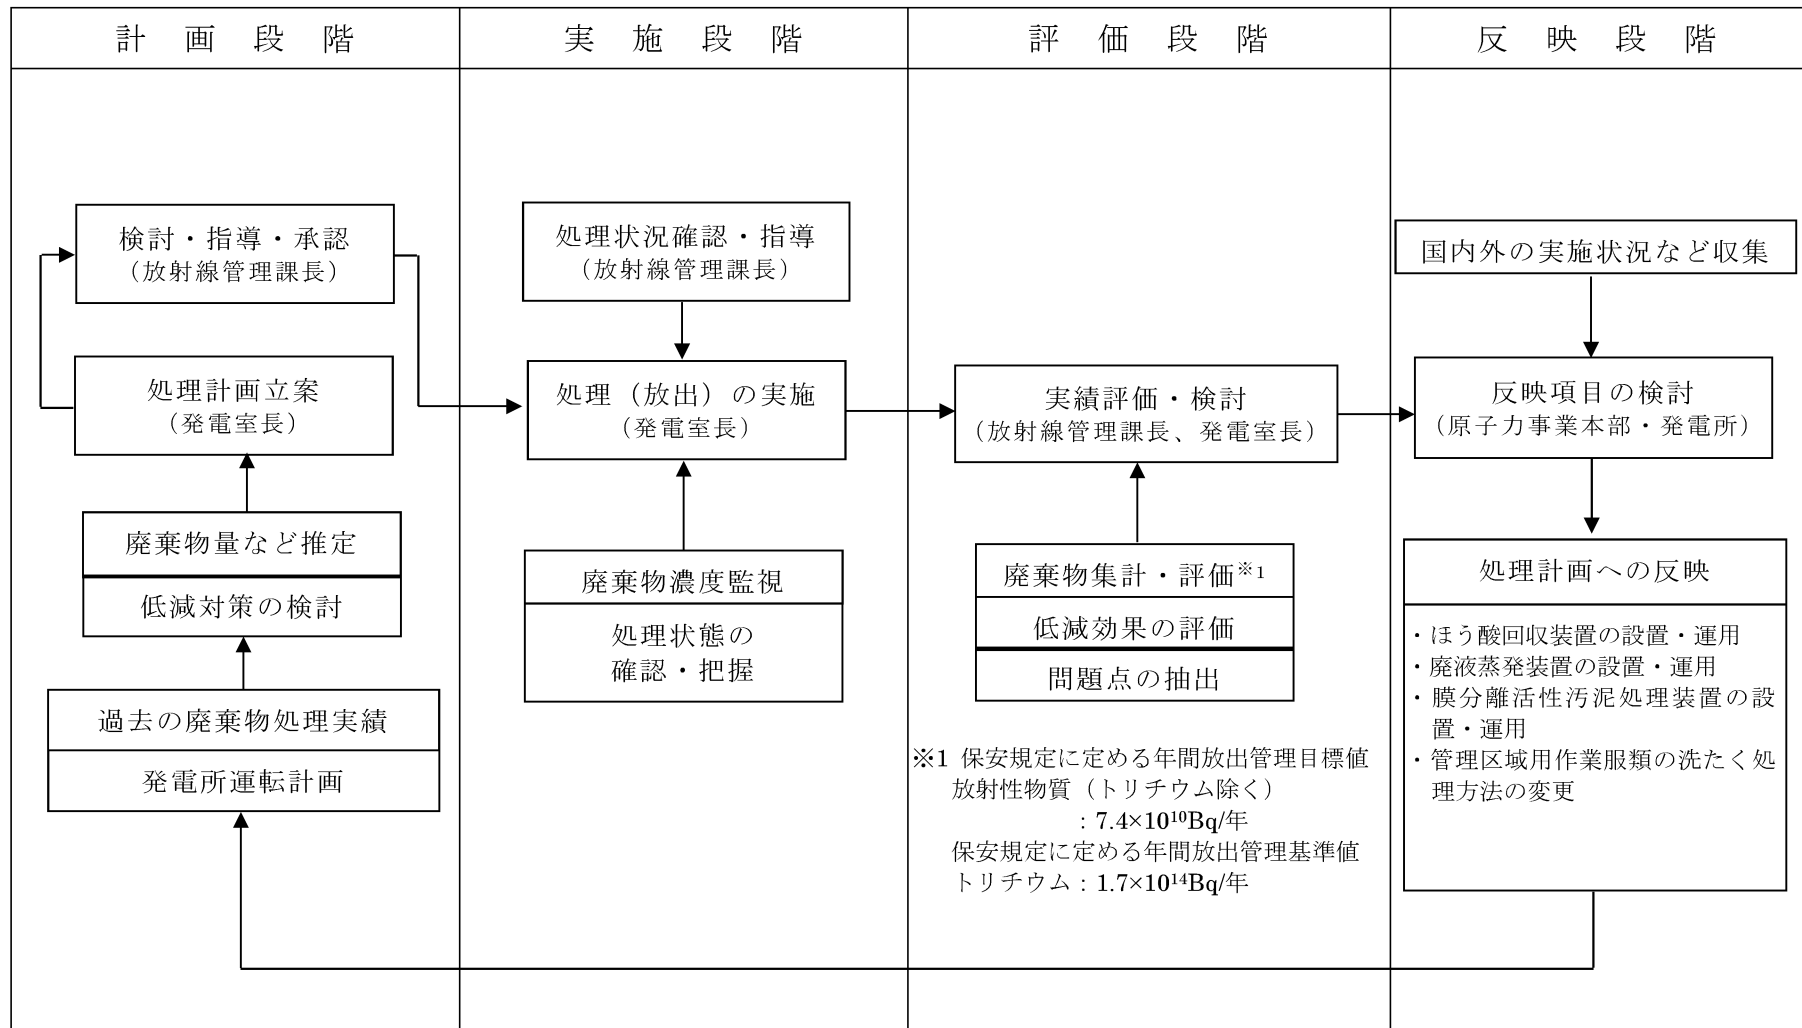 計画段階
実施段階
評価段階
反映段階
検討・指導・承認
（放射線管理課長）
処理計画立案
（発電室長）
廃棄物量など推定
低減対策の検討
過去の廃棄物処理実績
発電所運転計画
処理状況確認・指導
（放射線管理課長）
処理（放出）の実施
（発電室長）
廃棄物濃度監視
処理状態の
確認・把握
実績評価・検討
（放射線管理課長、発電室長）
廃棄物集計・評価※1
低減効果の評価
問題点の抽出
※1 保安規定に定める年間放出管理目標値
放射性物質（トリチウム除く）
：7.4×10¹⁰Bq/年
保安規定に定める年間放出管理基準値
トリチウム：1.7×10¹⁴Bq/年
国内外の実施状況など収集
反映項目の検討
（原子力事業本部・発電所）
処理計画への反映
・ほう酸回収装置の設置・運用
・廃液蒸発装置の設置・運用
・膜分離活性汚泥処理装置の設
置・運用
・管理区域用作業服類の洗たく処
理方法の変更